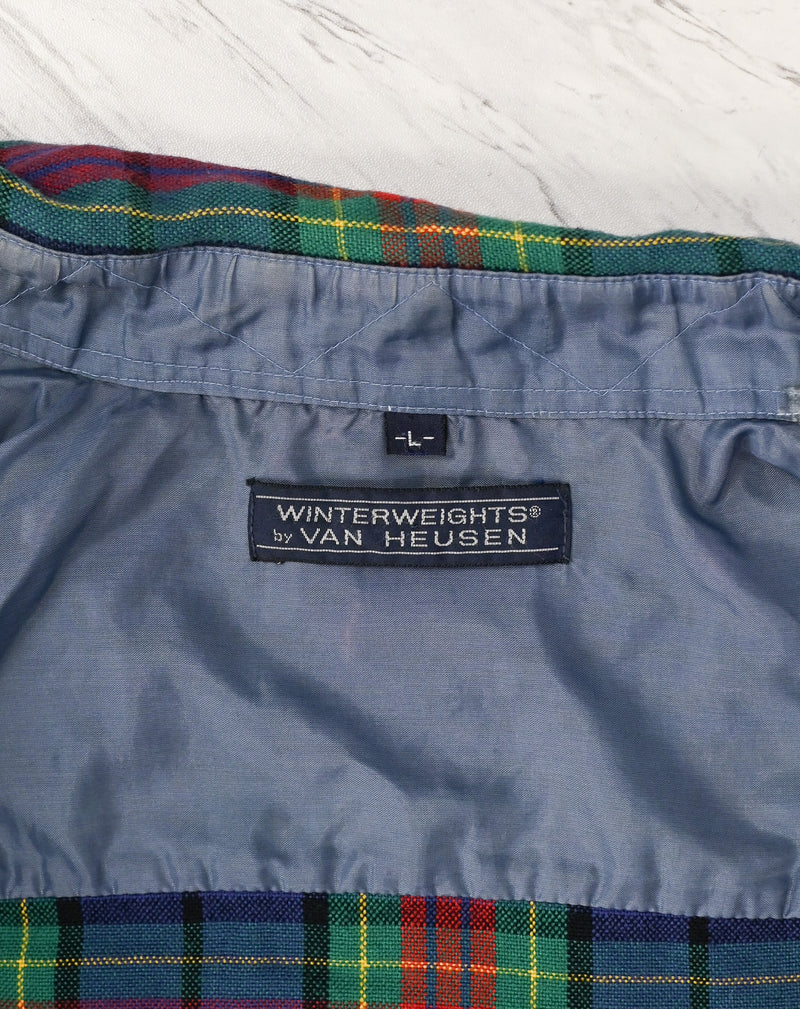 -L-
WINTERWEIGHTS®
by VAN HEUSEN